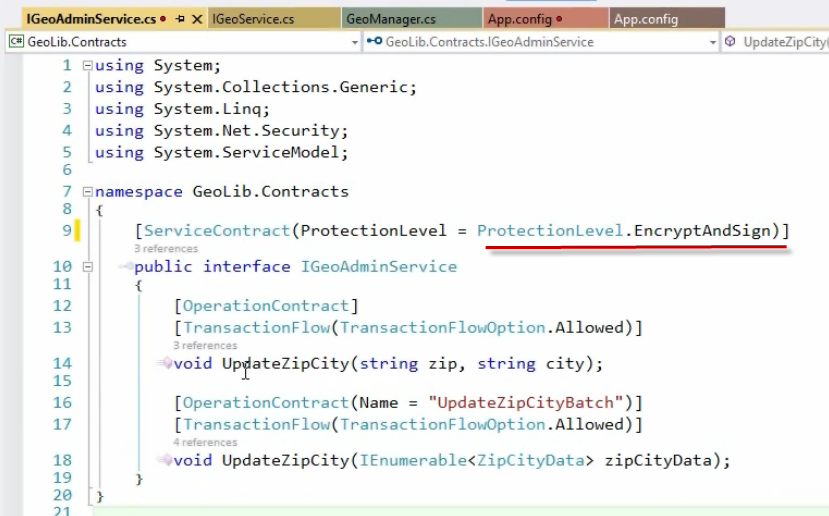 IGeoAdminService.cs IGeoService.cs GeoManager.cs App.config App.config
C# GeoLib.Contracts GeoLib.Contracts.IGeoAdminService UpdateZipCity(
1 using System;
2 using System.Collections.Generic;
3 using System.Linq;
4 using System.Net.Security;
5 using System.ServiceModel;
6
7 namespace GeoLib.Contracts
8 {
9 [ServiceContract(ProtectionLevel = ProtectionLevel.EncryptAndSign)]
3 references
10 public interface IGeoAdminService
11 {
12 [OperationContract]
13 [TransactionFlow(TransactionFlowOption.Allowed)]
3 references
14 void UpdateZipCity(string zip, string city);
15
16 [OperationContract(Name = "UpdateZipCityBatch")]
17 [TransactionFlow(TransactionFlowOption.Allowed)]
4 references
18 void UpdateZipCity(IEnumerable<ZipCityData> zipCityData);
19 }
20 }
21